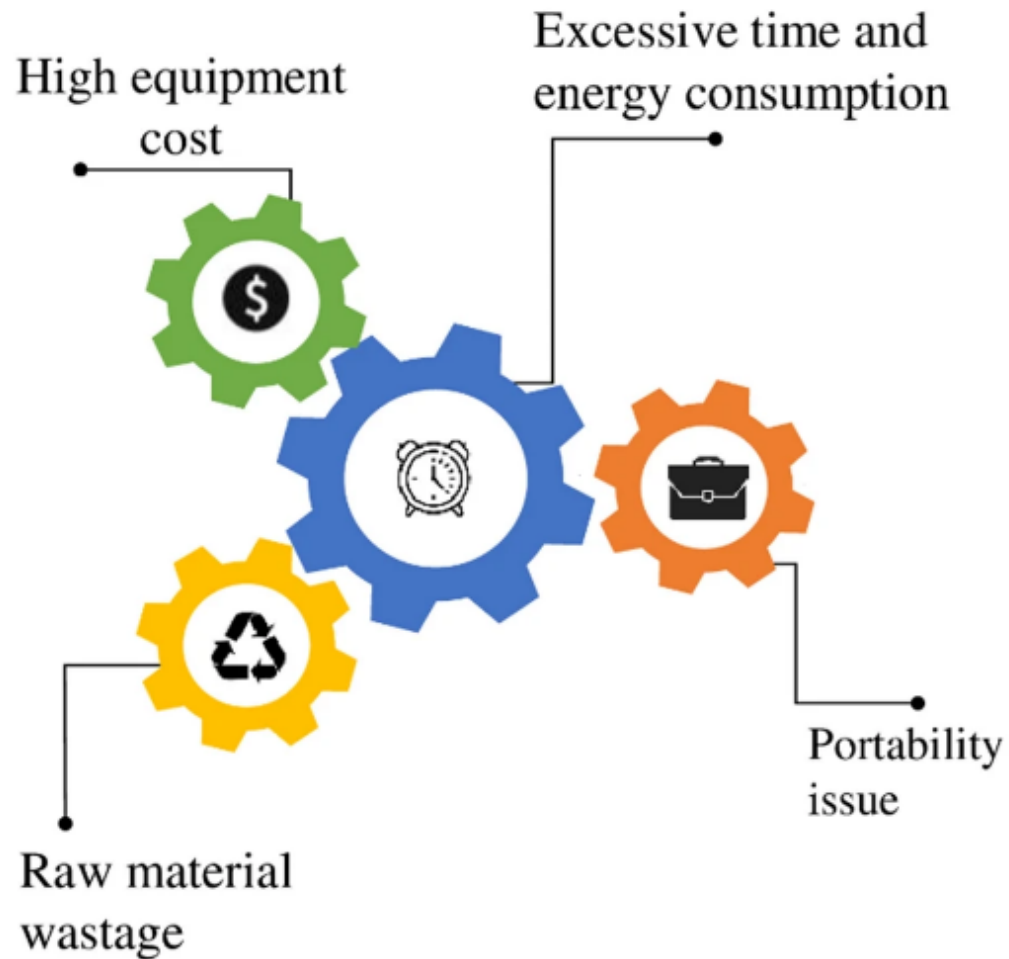 High equipment
cost
Excessive time and
energy consumption
$
Portability
issue
Raw material
wastage